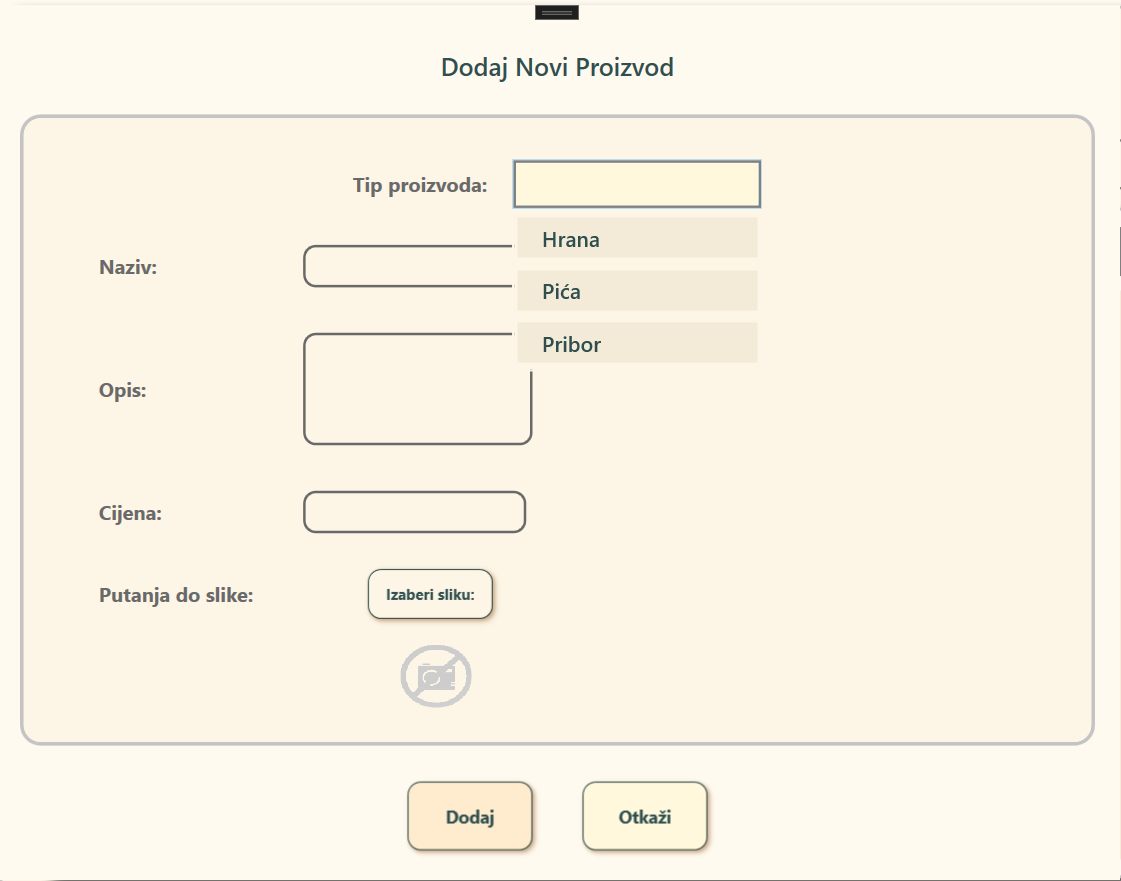 Dodaj Novi Proizvod
Tip proizvoda:
Hrana
Naziv:
Pića
Pribor
Opis:
Cijena:
Putanja do slike:
Izaberi sliku:
Dodaj
Otkaži